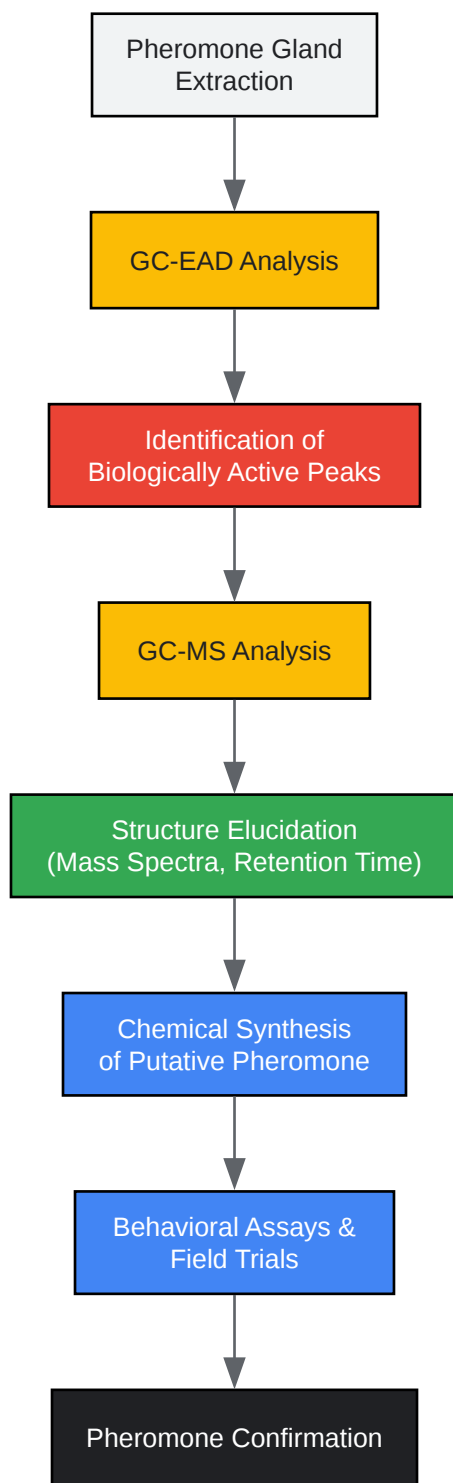 Pheromone Gland
Extraction
GC-EAD Analysis
Identification of
Biologically Active Peaks
GC-MS Analysis
Structure Elucidation
(Mass Spectra, Retention Time)
Chemical Synthesis
of Putative Pheromone
Behavioral Assays &
Field Trials
Pheromone Confirmation